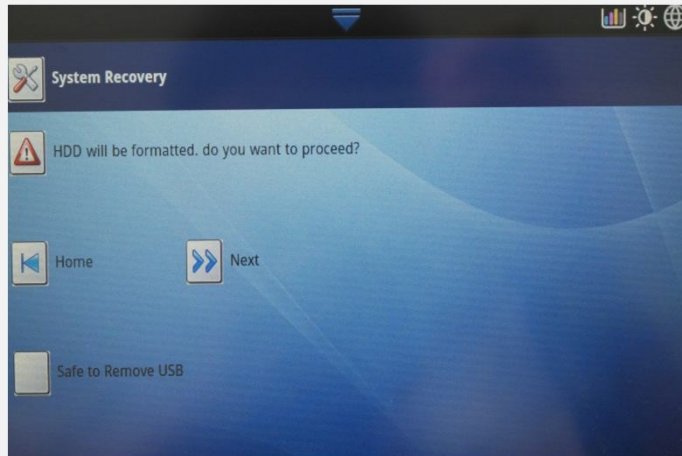 System Recovery
HDD will be formatted. do you want to proceed?
Home
Next
Safe to Remove USB